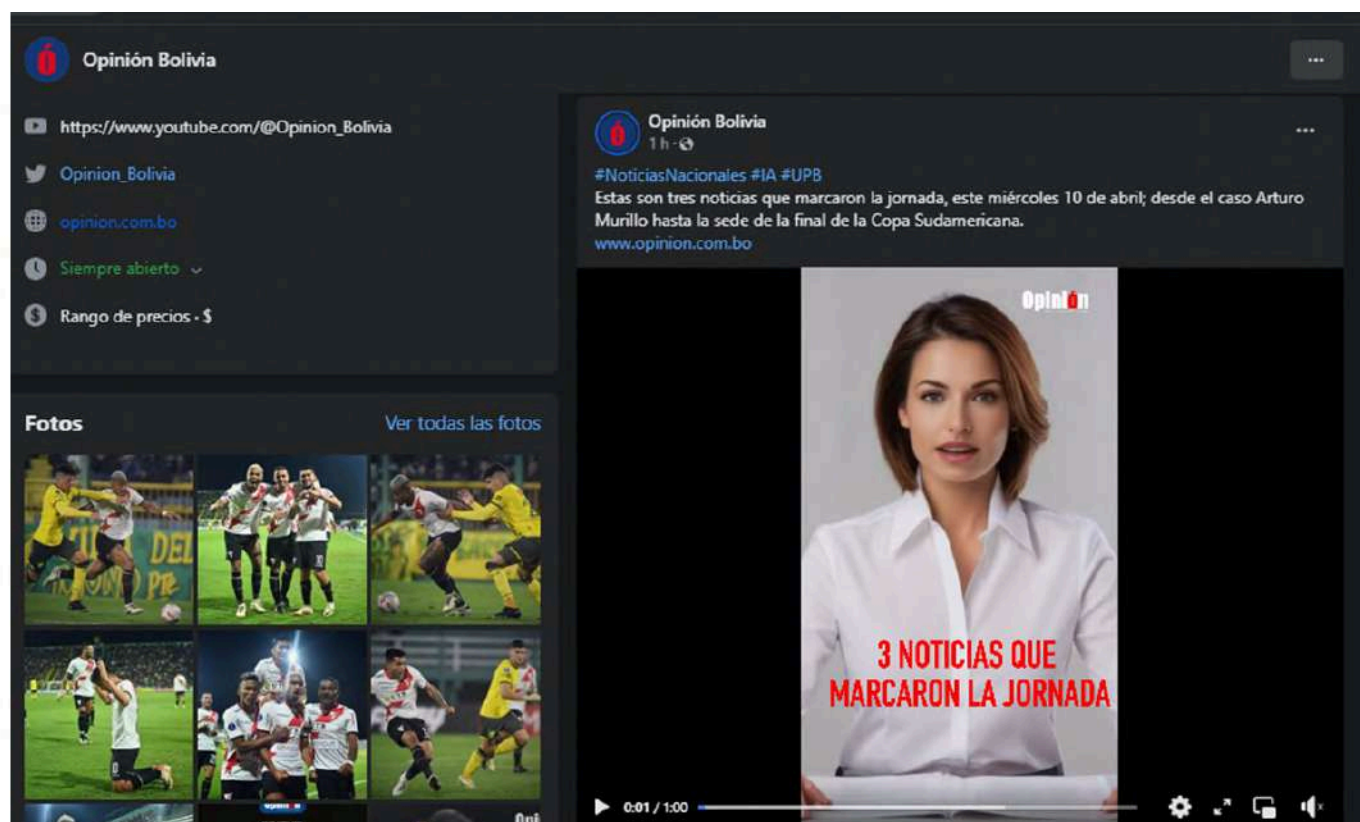 Opinión Bolivia
https://www.youtube.com/@Opinion_Bolivia
Opinion_Bolivia
opinion.com.bo
Siempre abierto
Rango de precios · $
Fotos
Ver todas las fotos
Opinión Bolivia
1 h ·
#NoticiasNacionales #IA #UPB
Estas son tres noticias que marcaron la jornada, este miércoles 10 de abril; desde el caso Arturo
Murillo hasta la sede de la final de la Copa Sudamericana.
www.opinion.com.bo
Opinión
3 NOTICIAS QUE
MARCARON LA JORNADA
0:01 / 1:00